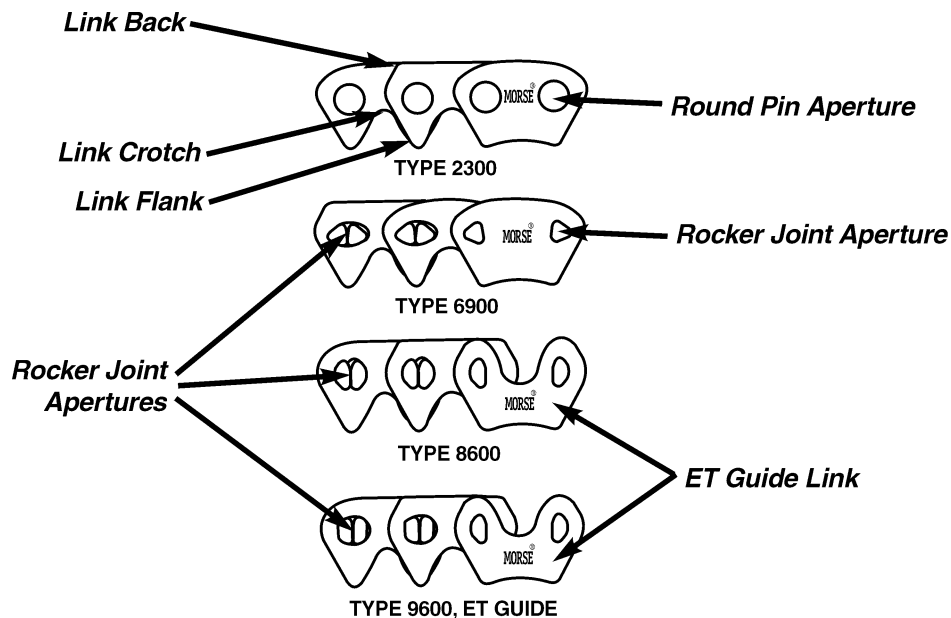 Link Back
MORSE®
Round Pin Aperture
Link Crotch
TYPE 2300
Link Flank
MORSE®
Rocker Joint Aperture
TYPE 6900
Rocker Joint
Apertures
MORSE®
TYPE 8600
ET Guide Link
MORSE®
TYPE 9600, ET GUIDE